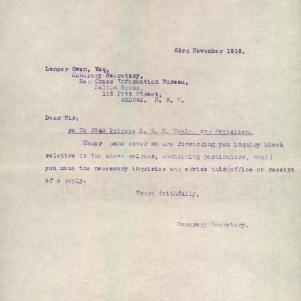 23rd November 1916.
Langer Owen, Esq,
Honorary Secretary,
Red Cross Information Bureau,
Dalton House,
115 Pitt Street,
SYDNEY, N. S. W.
Dear Sir,
re No Private A. G. Battalion.
Under same cover we are forwarding you inquiry block
relative to the above soldier, containing particulars, would
you make the necessary inquiries and advise this office on receipt
of a reply.
Yours faithfully,
Honorary Secretary.